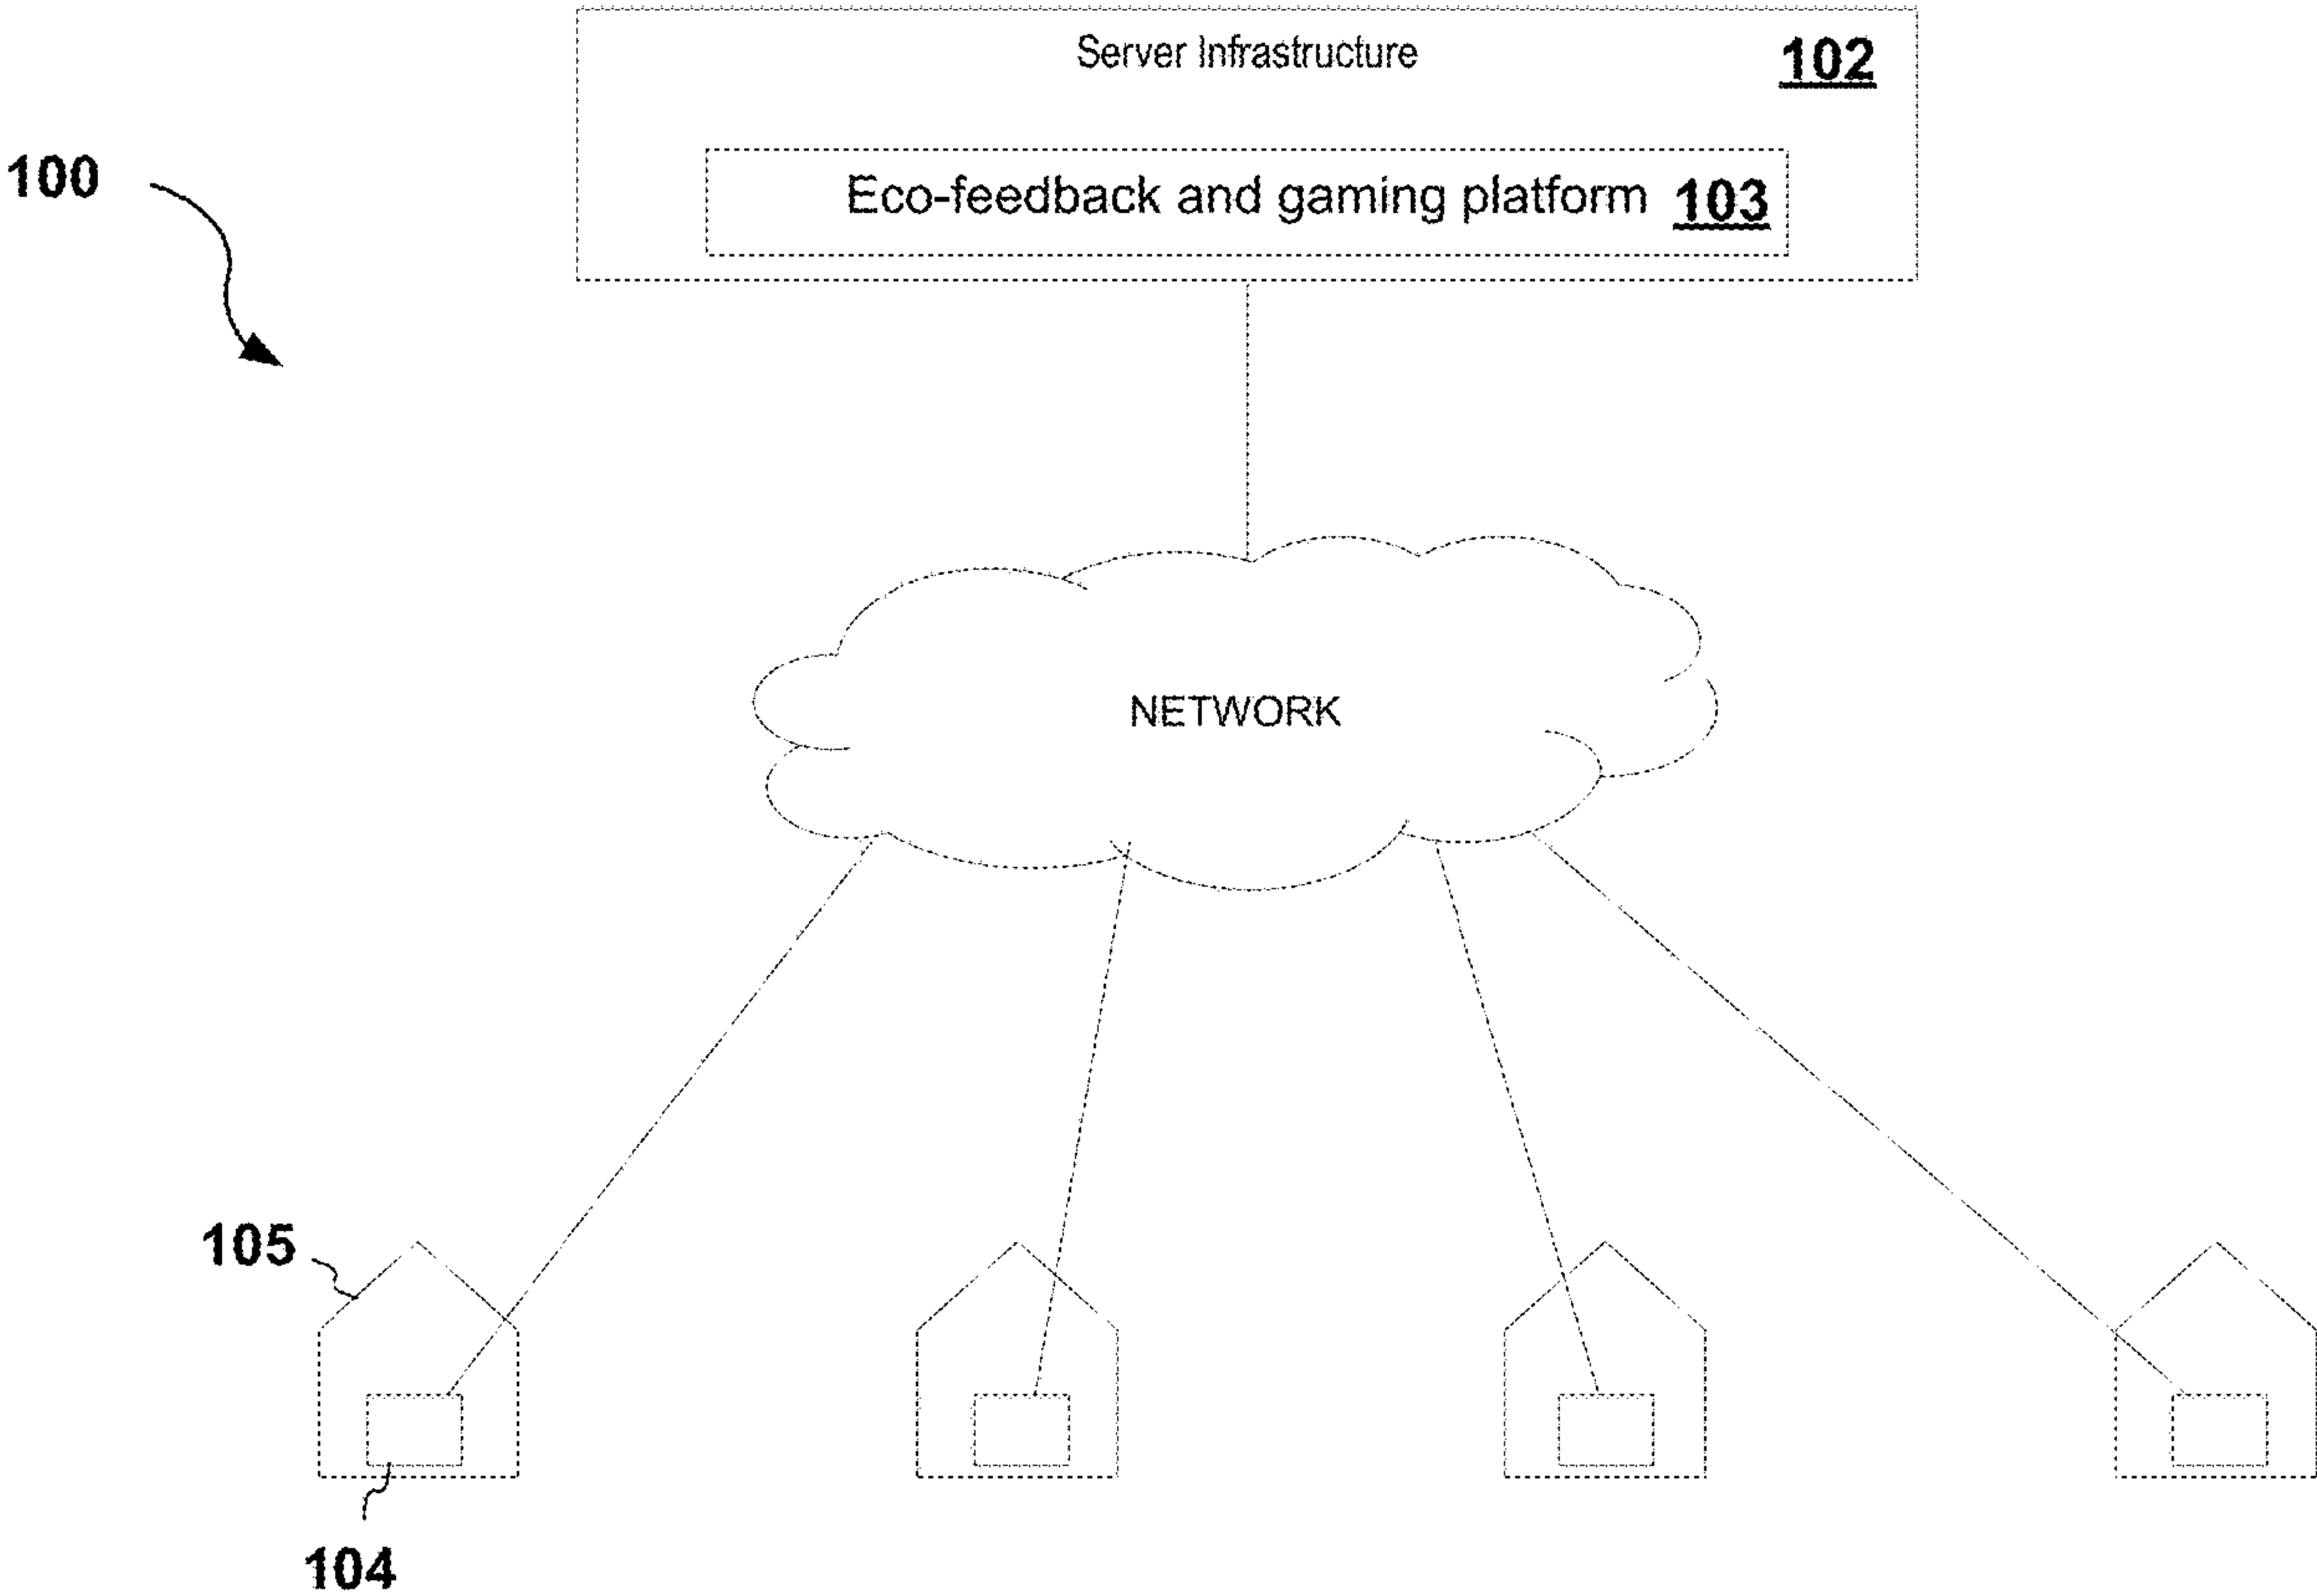 Server Infrastructure 102
100
Eco-feedback and gaming platform 103
NETWORK
105
104